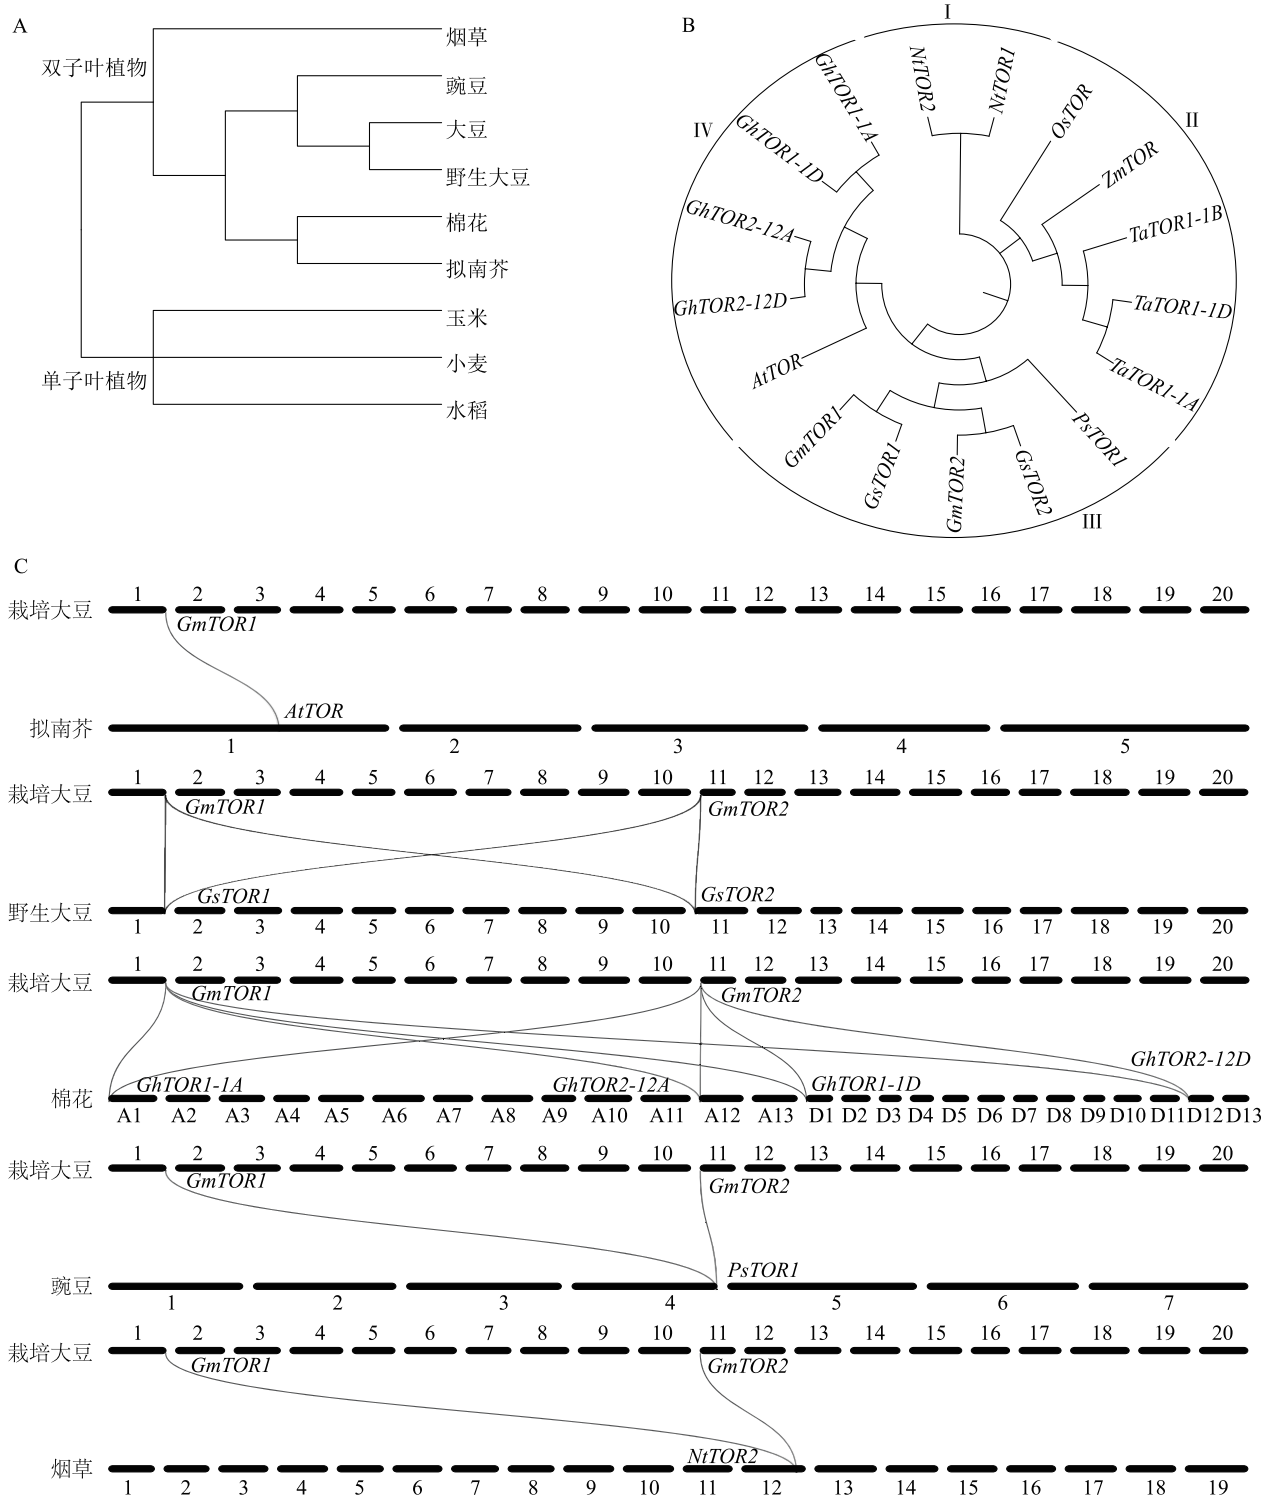 A
烟草
双子叶植物
豌豆
大豆
野生大豆
棉花
拟南芥
玉米
小麦
单子叶植物
水稻
B
I
II
III
IV
NtTOR2
NtTOR1
OsTOR
ZmTOR
TaTOR1-1B
TaTOR1-1D
TaTOR1-1A
PsTOR1
GsTOR2
GmTOR2
GsTOR1
GmTOR1
AtTOR
GhTOR2-12D
GhTOR2-12A
GhTOR1-1D
GhTOR1-1A
C
1 2 3 4 5 6 7 8 9 10 11 12 13 14 15 16 17 18 19 20
栽培大豆
GmTOR1
AtTOR
拟南芥
1 2 3 4 5
1 2 3 4 5 6 7 8 9 10 11 12 13 14 15 16 17 18 19 20
栽培大豆
GmTOR1 GmTOR2
GsTOR1 GsTOR2
野生大豆
1 2 3 4 5 6 7 8 9 10 11 12 13 14 15 16 17 18 19 20
1 2 3 4 5 6 7 8 9 10 11 12 13 14 15 16 17 18 19 20
栽培大豆
GmTOR1 GmTOR2
GhTOR2-12D
GhTOR1-1A GhTOR2-12A GhTOR1-1D
棉花
A1 A2 A3 A4 A5 A6 A7 A8 A9 A10 A11 A12 A13 D1 D2 D3 D4 D5 D6 D7 D8 D9 D10 D11 D12 D13
1 2 3 4 5 6 7 8 9 10 11 12 13 14 15 16 17 18 19 20
栽培大豆
GmTOR1 GmTOR2
PsTOR1
豌豆
1 2 3 4 5 6 7
1 2 3 4 5 6 7 8 9 10 11 12 13 14 15 16 17 18 19 20
栽培大豆
GmTOR1 GmTOR2
NtTOR2
烟草
1 2 3 4 5 6 7 8 9 10 11 12 13 14 15 16 17 18 19